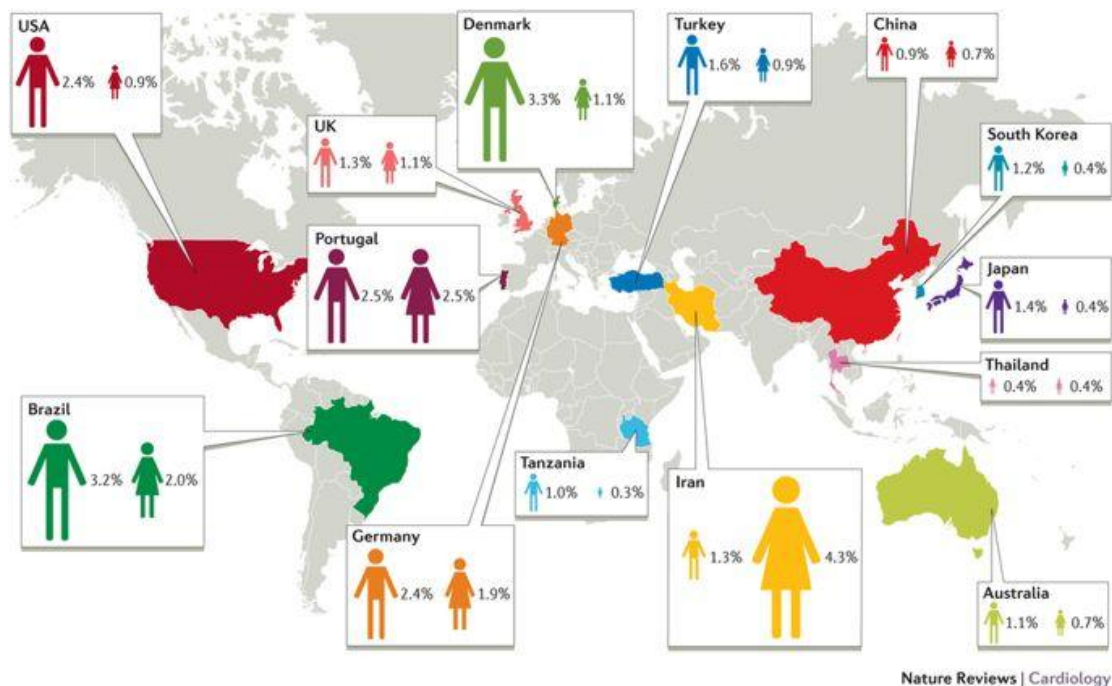 USA
2.4% 0.9%
Denmark
3.3% 1.1%
Turkey
1.6% 0.9%
China
0.9% 0.7%
UK
1.3% 1.1%
South Korea
1.2% 0.4%
Portugal
2.5% 2.5%
Japan
1.4% 0.4%
Thailand
0.4% 0.4%
Brazil
3.2% 2.0%
Tanzania
1.0% 0.3%
Iran
1.3% 4.3%
Germany
2.4% 1.9%
Australia
1.1% 0.7%
Nature Reviews | Cardiology